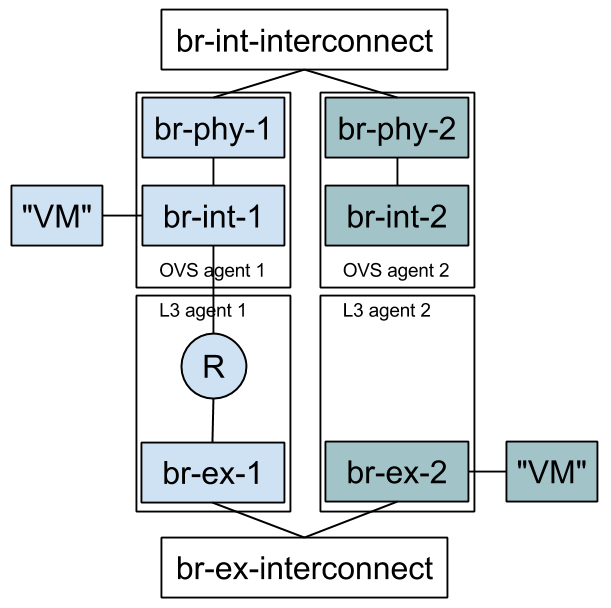 br-int-interconnect
br-phy-1
br-phy-2
"VM"
br-int-1
br-int-2
OVS agent 1
OVS agent 2
L3 agent 1
L3 agent 2
R
br-ex-1
br-ex-2
"VM"
br-ex-interconnect